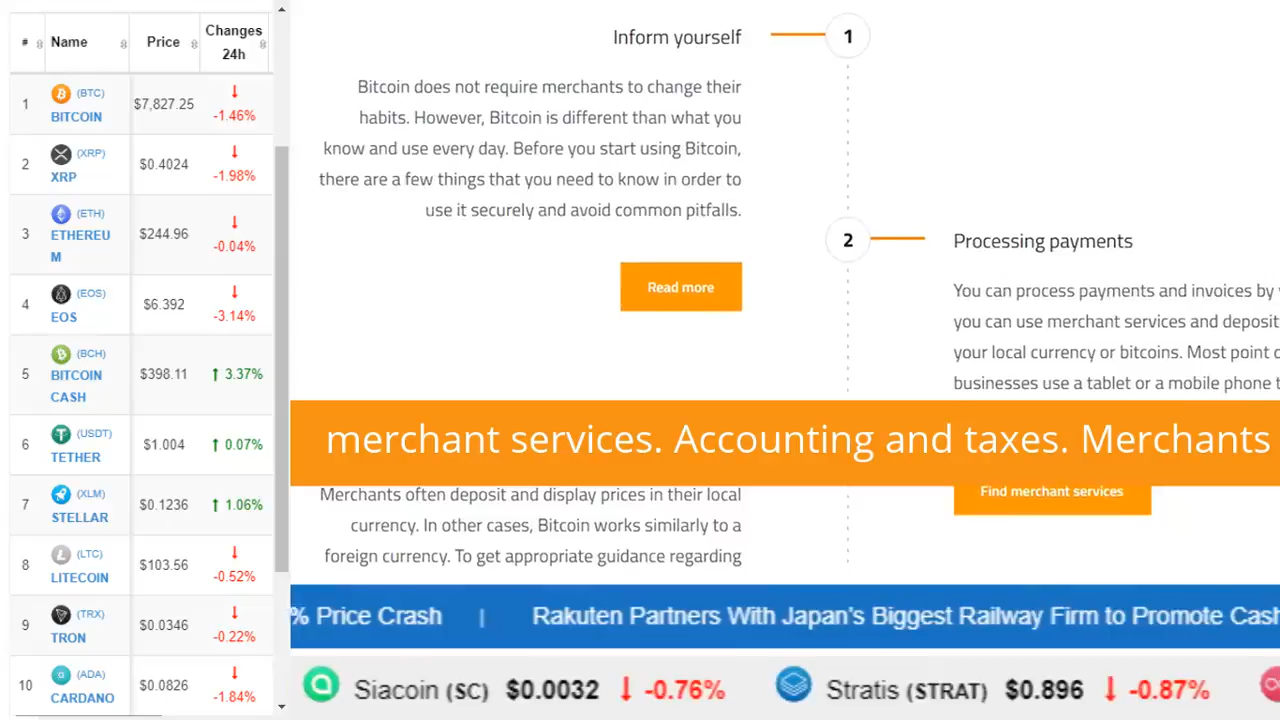 # Name Price Changes 24h
1 (BTC) BITCOIN $7,827.25 ↓ -1.46%
2 (XRP) XRP $0.4024 ↓ -1.98%
3 (ETH) ETHEREU M $244.96 ↓ -0.04%
4 (EOS) EOS $6.392 ↓ -3.14%
5 (BCH) BITCOIN CASH $398.11 ↑ 3.37%
6 (USDT) TETHER $1.004 ↑ 0.07%
7 (XLM) STELLAR $0.1236 ↑ 1.06%
8 (LTC) LITECOIN $103.56 ↓ -0.52%
9 (TRX) TRON $0.0346 ↓ -0.22%
10 (ADA) CARDANO $0.0826 ↓ -1.84%
Inform yourself
1
Bitcoin does not require merchants to change their
habits. However, Bitcoin is different than what you
know and use every day. Before you start using Bitcoin,
there are a few things that you need to know in order to
use it securely and avoid common pitfalls.
Read more
2
Processing payments
You can process payments and invoices by
you can use merchant services and deposit
your local currency or bitcoins. Most point
businesses use a tablet or a mobile phone
merchant services. Accounting and taxes. Merchants
Find merchant services
Merchants often deposit and display prices in their local
currency. In other cases, Bitcoin works similarly to a
foreign currency. To get appropriate guidance regarding
% Price Crash | Rakuten Partners With Japan's Biggest Railway Firm to Promote Cash
Siacoin (SC) $0.0032 ↓ -0.76% Stratis (STRAT) $0.896 ↓ -0.87%